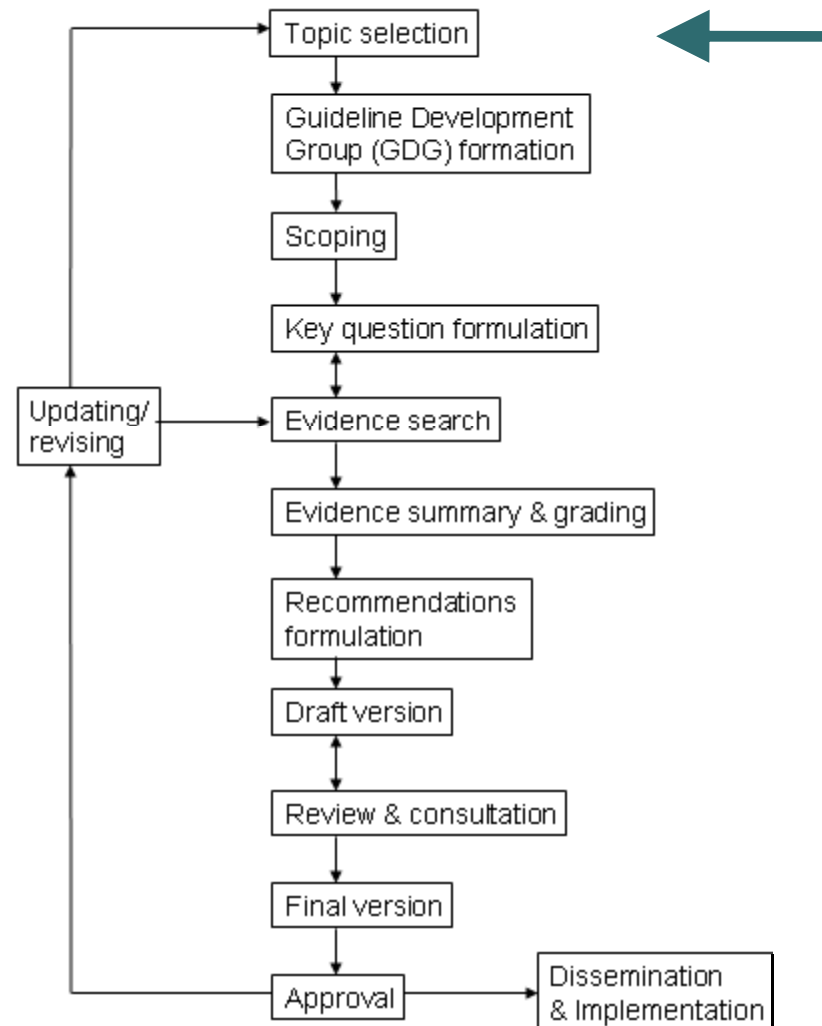 Topic selection
Guideline Development
Group (GDG) formation
Scoping
Key question formulation
Updating/
revising
Evidence search
Evidence summary & grading
Recommendations
formulation
Draft version
Review & consultation
Final version
Approval
Dissemination
& Implementation